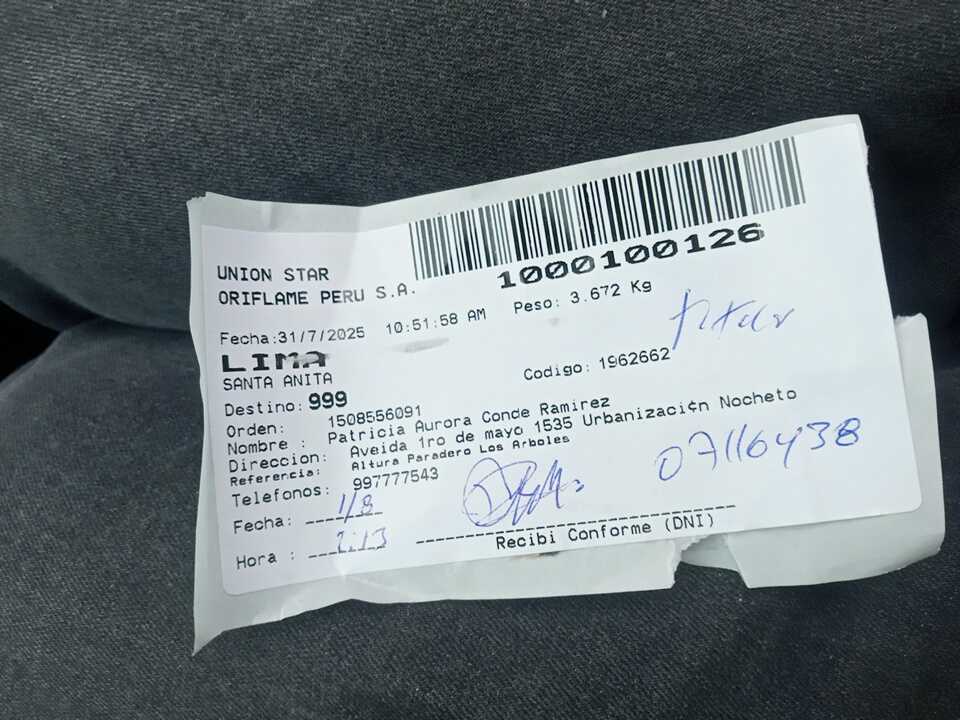 1000100126
UNION STAR
ORIFLAME PERU S.A.
Fecha:31/7/2025 10:51:58 AM Peso: 3.672 Kg
LIMA
titular
SANTA ANITA
Codigo: 1962662
Destino: 999
Orden: 1508556091
Nombre : Patricia Aurora Conde Ramirez
Direccion: Aveida 1ro de mayo 1535 Urbanizaci¢n Nocheto
Referencia: Altura Paradero Los Arboles
Telefonos: 997777543
07116438
Fecha: 1/8
Hora : 2:13
Recibi Conforme (DNI)